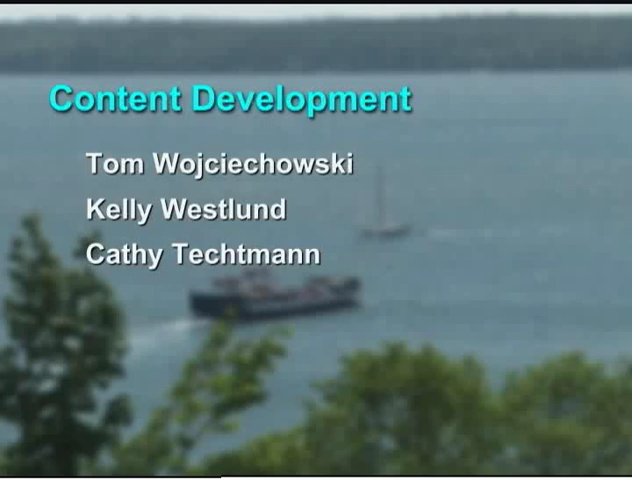 Content Development
Tom Wojciechowski
Kelly Westlund
Cathy Techtmann